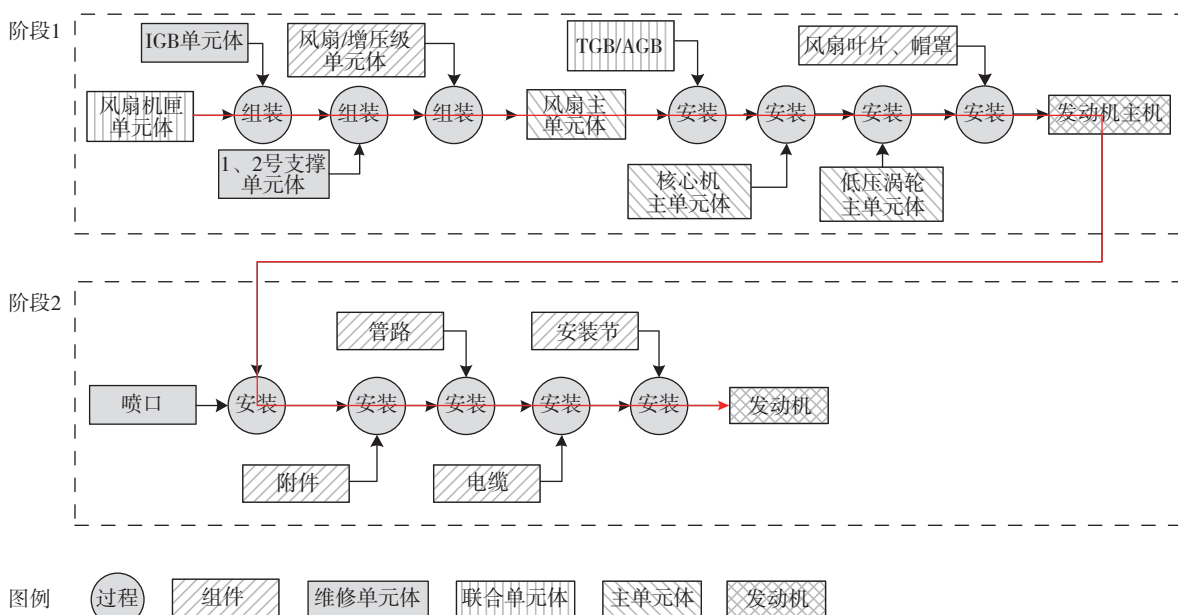 阶段1
IGB单元体
风扇/增压级
单元体
TGB/AGB
风扇叶片、帽罩
风扇机匣
单元体
组装
组装
组装
风扇主
单元体
安装
安装
安装
安装
发动机主机
1、2号支撑
单元体
核心机
主单元体
低压涡轮
主单元体
阶段2
管路
安装节
喷口
安装
安装
安装
安装
安装
发动机
附件
电缆
图例
过程
组件
维修单元体
联合单元体
主单元体
发动机